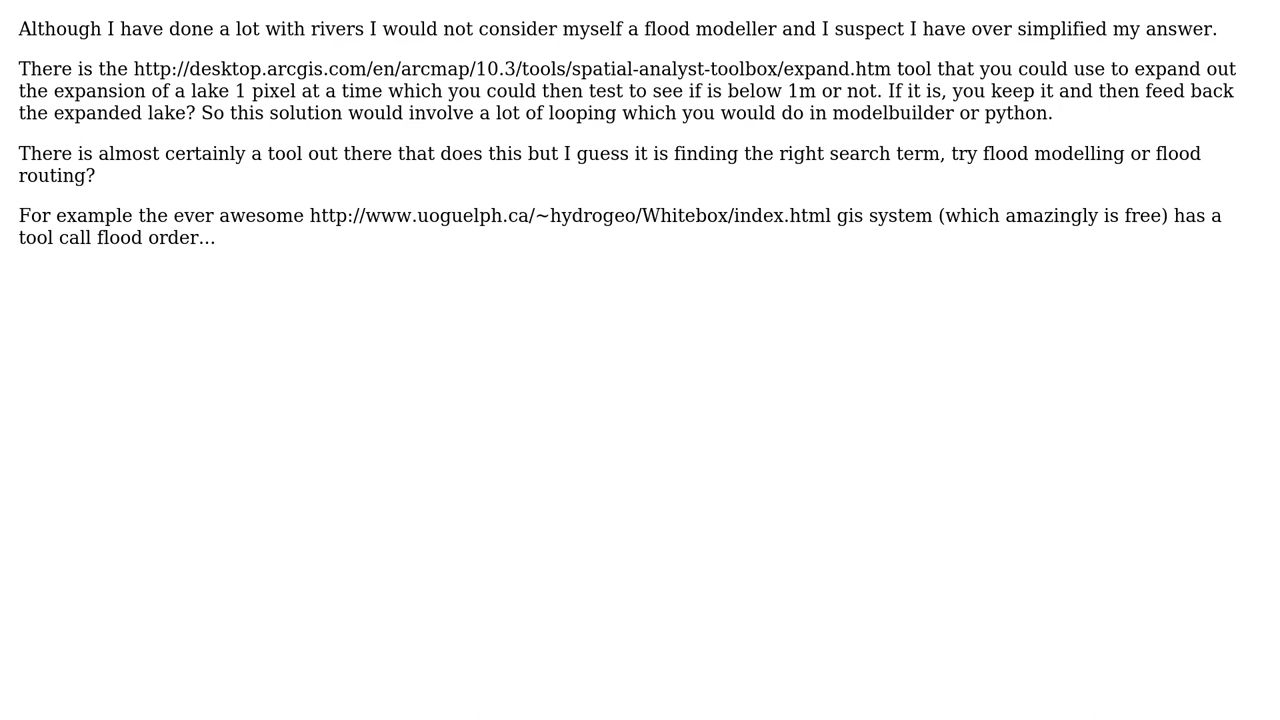 Although I have done a lot with rivers I would not consider myself a flood modeller and I suspect I have over simplified my answer.
There is the http://desktop.arcgis.com/en/arcmap/10.3/tools/spatial-analyst-toolbox/expand.htm tool that you could use to expand out
the expansion of a lake 1 pixel at a time which you could then test to see if is below 1m or not. If it is, you keep it and then feed back
the expanded lake? So this solution would involve a lot of looping which you would do in modelbuilder or python.
There is almost certainly a tool out there that does this but I guess it is finding the right search term, try flood modelling or flood
routing?
For example the ever awesome http://www.uoguelph.ca/~hydrogeo/Whitebox/index.html gis system (which amazingly is free) has a
tool call flood order...